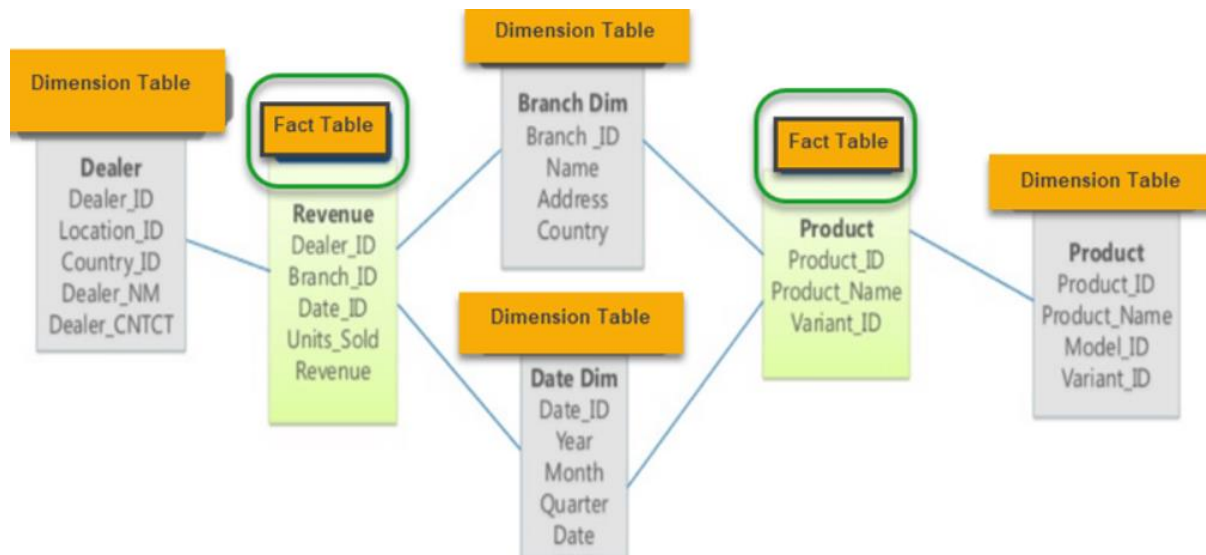 Dimension Table
Dealer
Dealer_ID
Location_ID
Country_ID
Dealer_NM
Dealer_CNTCT
Fact Table
Revenue
Dealer_ID
Branch_ID
Date_ID
Units_Sold
Revenue
Dimension Table
Branch Dim
Branch _ID
Name
Address
Country
Dimension Table
Date Dim
Date_ID
Year
Month
Quarter
Date
Fact Table
Product
Product_ID
Product_Name
Variant_ID
Dimension Table
Product
Product_ID
Product_Name
Model_ID
Variant_ID